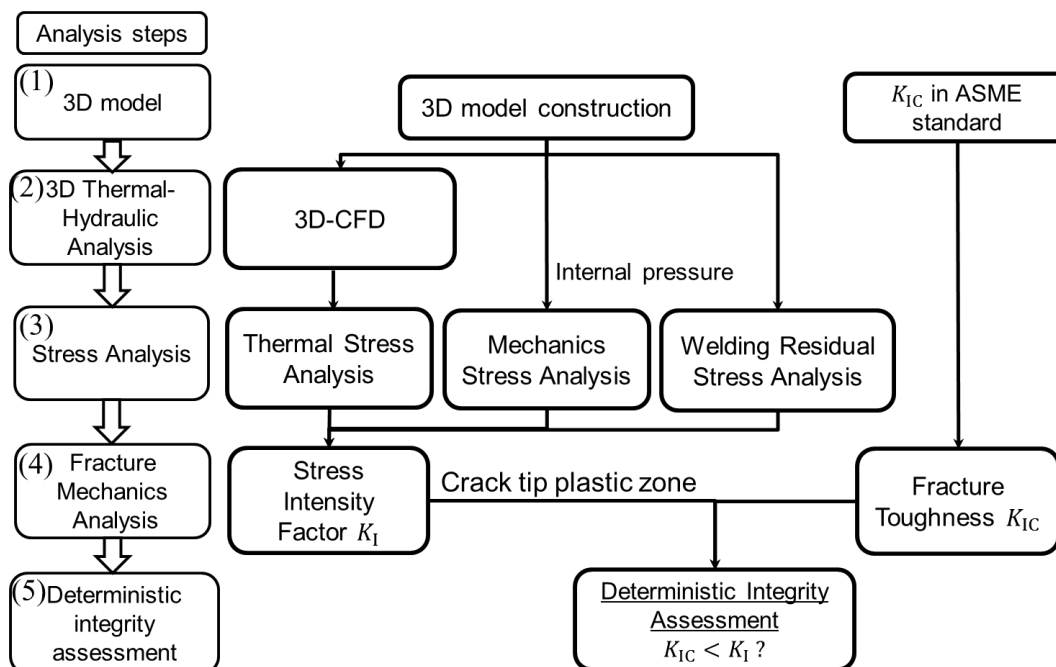 Analysis steps
(1)
3D model
(2)
3D Thermal-
Hydraulic
Analysis
(3)
Stress Analysis
(4)
Fracture
Mechanics
Analysis
(5)
Deterministic
integrity
assessment
3D model construction
K_IC in ASME
standard
3D-CFD
Internal pressure
Thermal Stress
Analysis
Mechanics
Stress Analysis
Welding Residual
Stress Analysis
Stress
Intensity
Factor K_I
Crack tip plastic zone
Fracture
Toughness K_IC
Deterministic Integrity
Assessment
K_IC < K_I ?